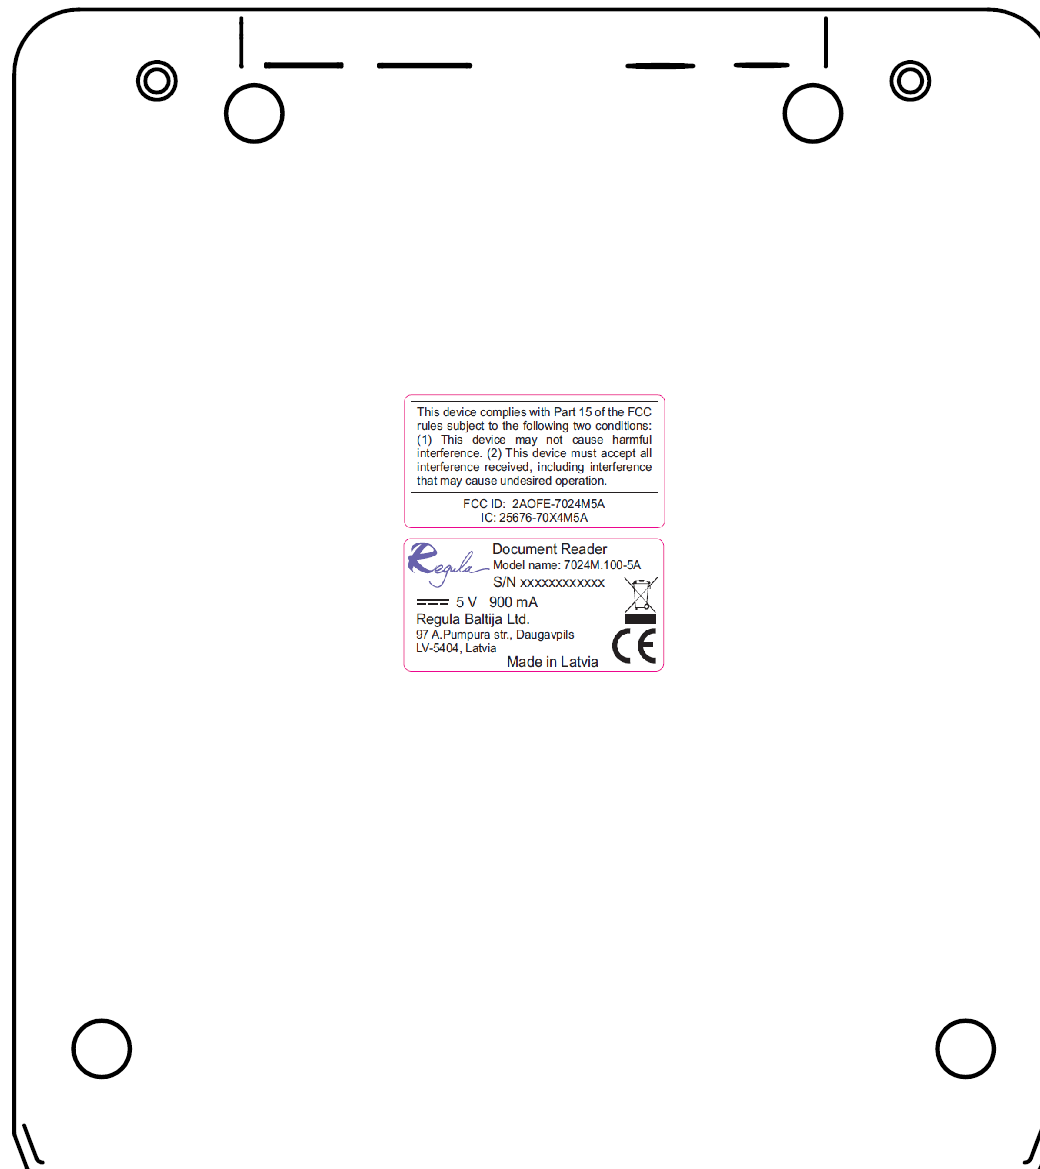 This device complies with Part 15 of the FCC
rules subject to the following two conditions:
(1) This device may not cause harmful
interference. (2) This device must accept all
interference received, including interference
that may cause undesired operation.
FCC ID: 2AOFE-7024M5A
IC: 25676-70X4M5A
Regula
Document Reader
Model name: 7024M.100-5A
S/N xxxxxxxxxxxx
5 V 900 mA
Regula Baltija Ltd.
97 A.Pumpura str., Daugavpils
LV-5404, Latvia
Made in Latvia
CE